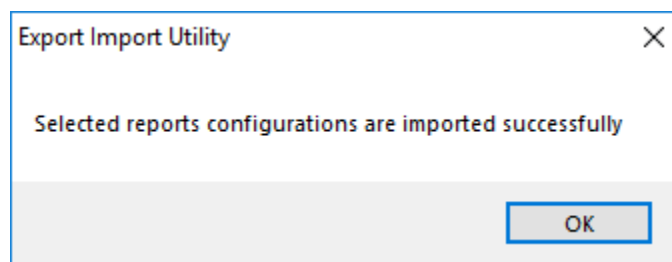 Export Import Utility
Selected reports configurations are imported successfully
OK